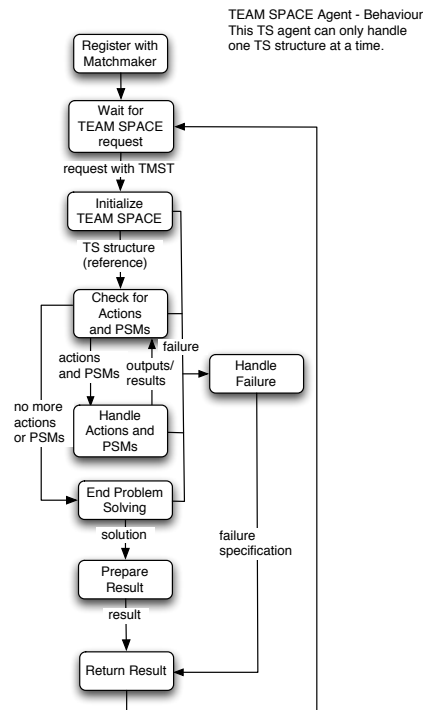 TEAM SPACE Agent - Behaviour
This TS agent can only handle
one TS structure at a time.
Register with
Matchmaker
Wait for
TEAM SPACE
request
request with TMST
Initialize
TEAM SPACE
TS structure
(reference)
Check for
Actions
and PSMs
failure
actions
and PSMs
outputs/
results
Handle
Failure
no more
actions
or PSMs
Handle
Actions and
PSMs
End Problem
Solving
solution
failure
specification
Prepare
Result
result
Return Result